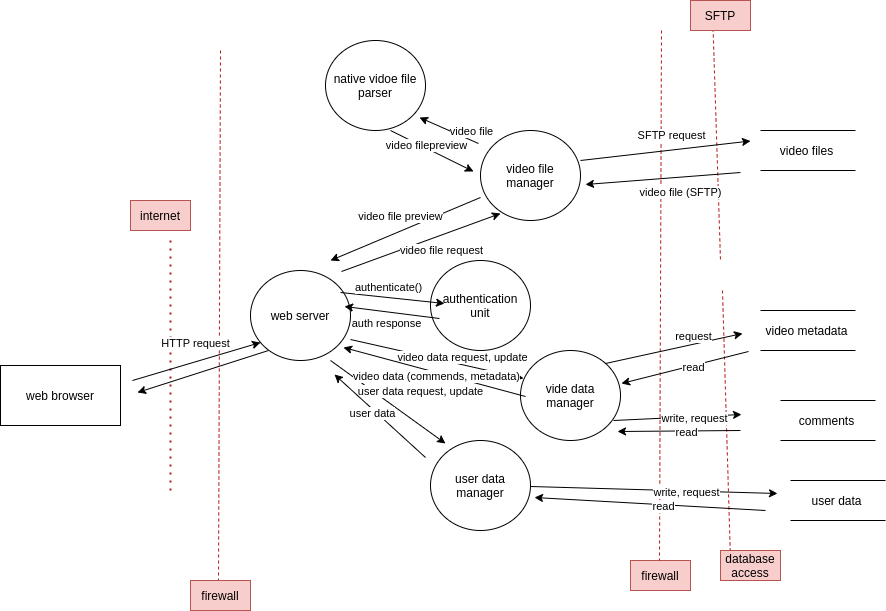 SFTP
native vidoe file
parser
video file
video filepreview
SFTP request
video files
video file
manager
video file (SFTP)
internet
video file preview
video file request
authenticate()
authentication
unit
web server
auth response
HTTP request
video data request, update
request
video metadata
read
video data (commends, metadata)
user data request, update
vide data
manager
web browser
user data
write, request
read
comments
user data
manager
write, request
read
user data
database
access
firewall
firewall